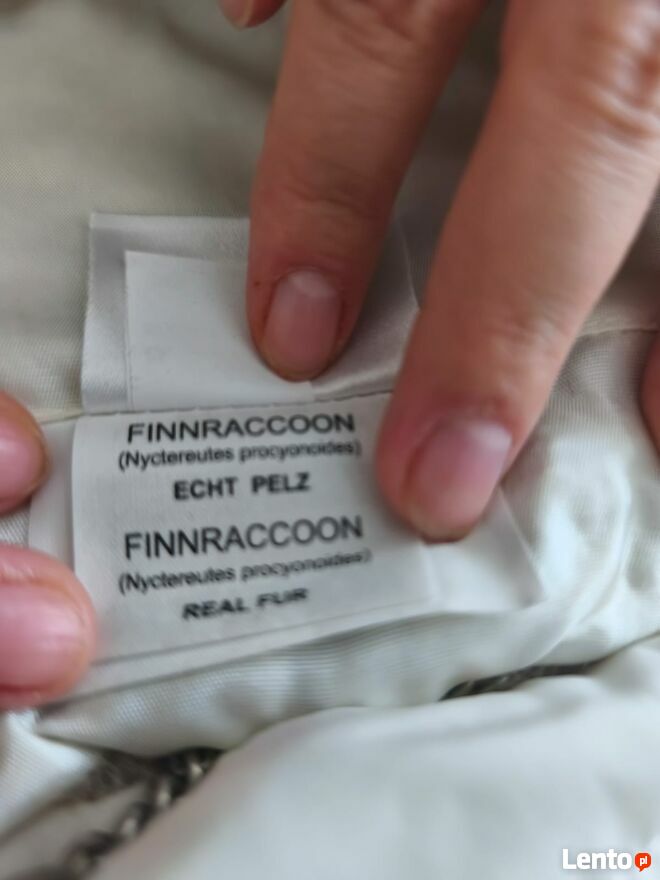 FINNRACCOON
(Nyctereutes procyonoides)
ECHT PELZ
FINNRACCOON
(Nyctereutes procyonoides)
REAL FUR
Lento pl